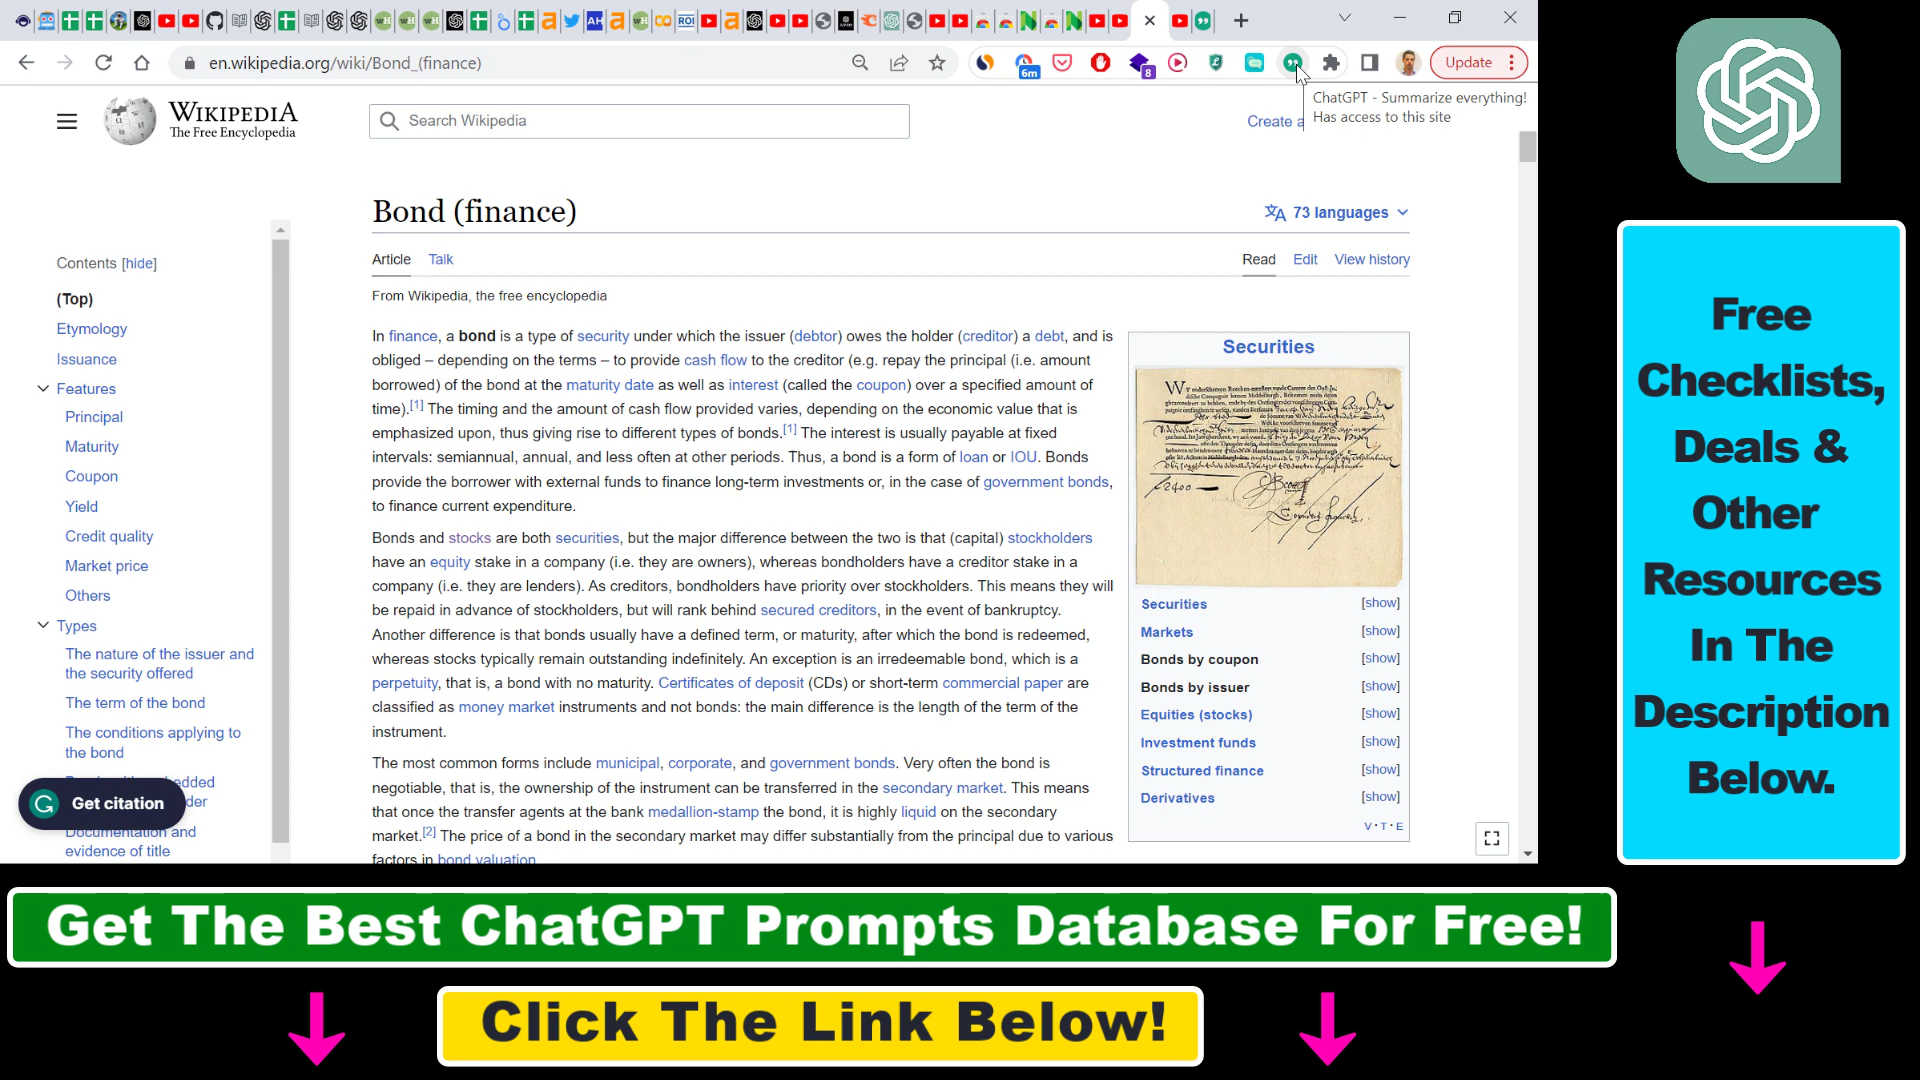 en.wikipedia.org/wiki/Bond_(finance)
6m
8
Update
ChatGPT - Summarize everything!
Has access to this site
WIKIPEDIA
The Free Encyclopedia
Search Wikipedia
Create a
Bond (finance)
73 languages
Article Talk
Read Edit View history
From Wikipedia, the free encyclopedia
Contents [hide]
(Top)
Etymology
Issuance
Features
Principal
Maturity
Coupon
Yield
Credit quality
Market price
Others
Types
The nature of the issuer and
the security offered
The term of the bond
The conditions applying to
the bond
Get citation
Documentation and
evidence of title
In finance, a bond is a type of security under which the issuer (debtor) owes the holder (creditor) a debt, and is
obliged – depending on the terms – to provide cash flow to the creditor (e.g. repay the principal (i.e. amount
borrowed) of the bond at the maturity date as well as interest (called the coupon) over a specified amount of
time).[1] The timing and the amount of cash flow provided varies, depending on the economic value that is
emphasized upon, thus giving rise to different types of bonds.[1] The interest is usually payable at fixed
intervals: semiannual, annual, and less often at other periods. Thus, a bond is a form of loan or IOU. Bonds
provide the borrower with external funds to finance long-term investments or, in the case of government bonds,
to finance current expenditure.
Bonds and stocks are both securities, but the major difference between the two is that (capital) stockholders
have an equity stake in a company (i.e. they are owners), whereas bondholders have a creditor stake in a
company (i.e. they are lenders). As creditors, bondholders have priority over stockholders. This means they will
be repaid in advance of stockholders, but will rank behind secured creditors, in the event of bankruptcy.
Another difference is that bonds usually have a defined term, or maturity, after which the bond is redeemed,
whereas stocks typically remain outstanding indefinitely. An exception is an irredeemable bond, which is a
perpetuity, that is, a bond with no maturity. Certificates of deposit (CDs) or short-term commercial paper are
classified as money market instruments and not bonds: the main difference is the length of the term of the
instrument.
The most common forms include municipal, corporate, and government bonds. Very often the bond is
negotiable, that is, the ownership of the instrument can be transferred in the secondary market. This means
that once the transfer agents at the bank medallion-stamp the bond, it is highly liquid on the secondary
market.[2] The price of a bond in the secondary market may differ substantially from the principal due to various
factors in bond valuation
Securities
Securities [show]
Markets [show]
Bonds by coupon [show]
Bonds by issuer [show]
Equities (stocks) [show]
Investment funds [show]
Structured finance [show]
Derivatives [show]
V·T·E
Free
Checklists,
Deals &
Other
Resources
In The
Description
Below.
Get The Best ChatGPT Prompts Database For Free!
Click The Link Below!